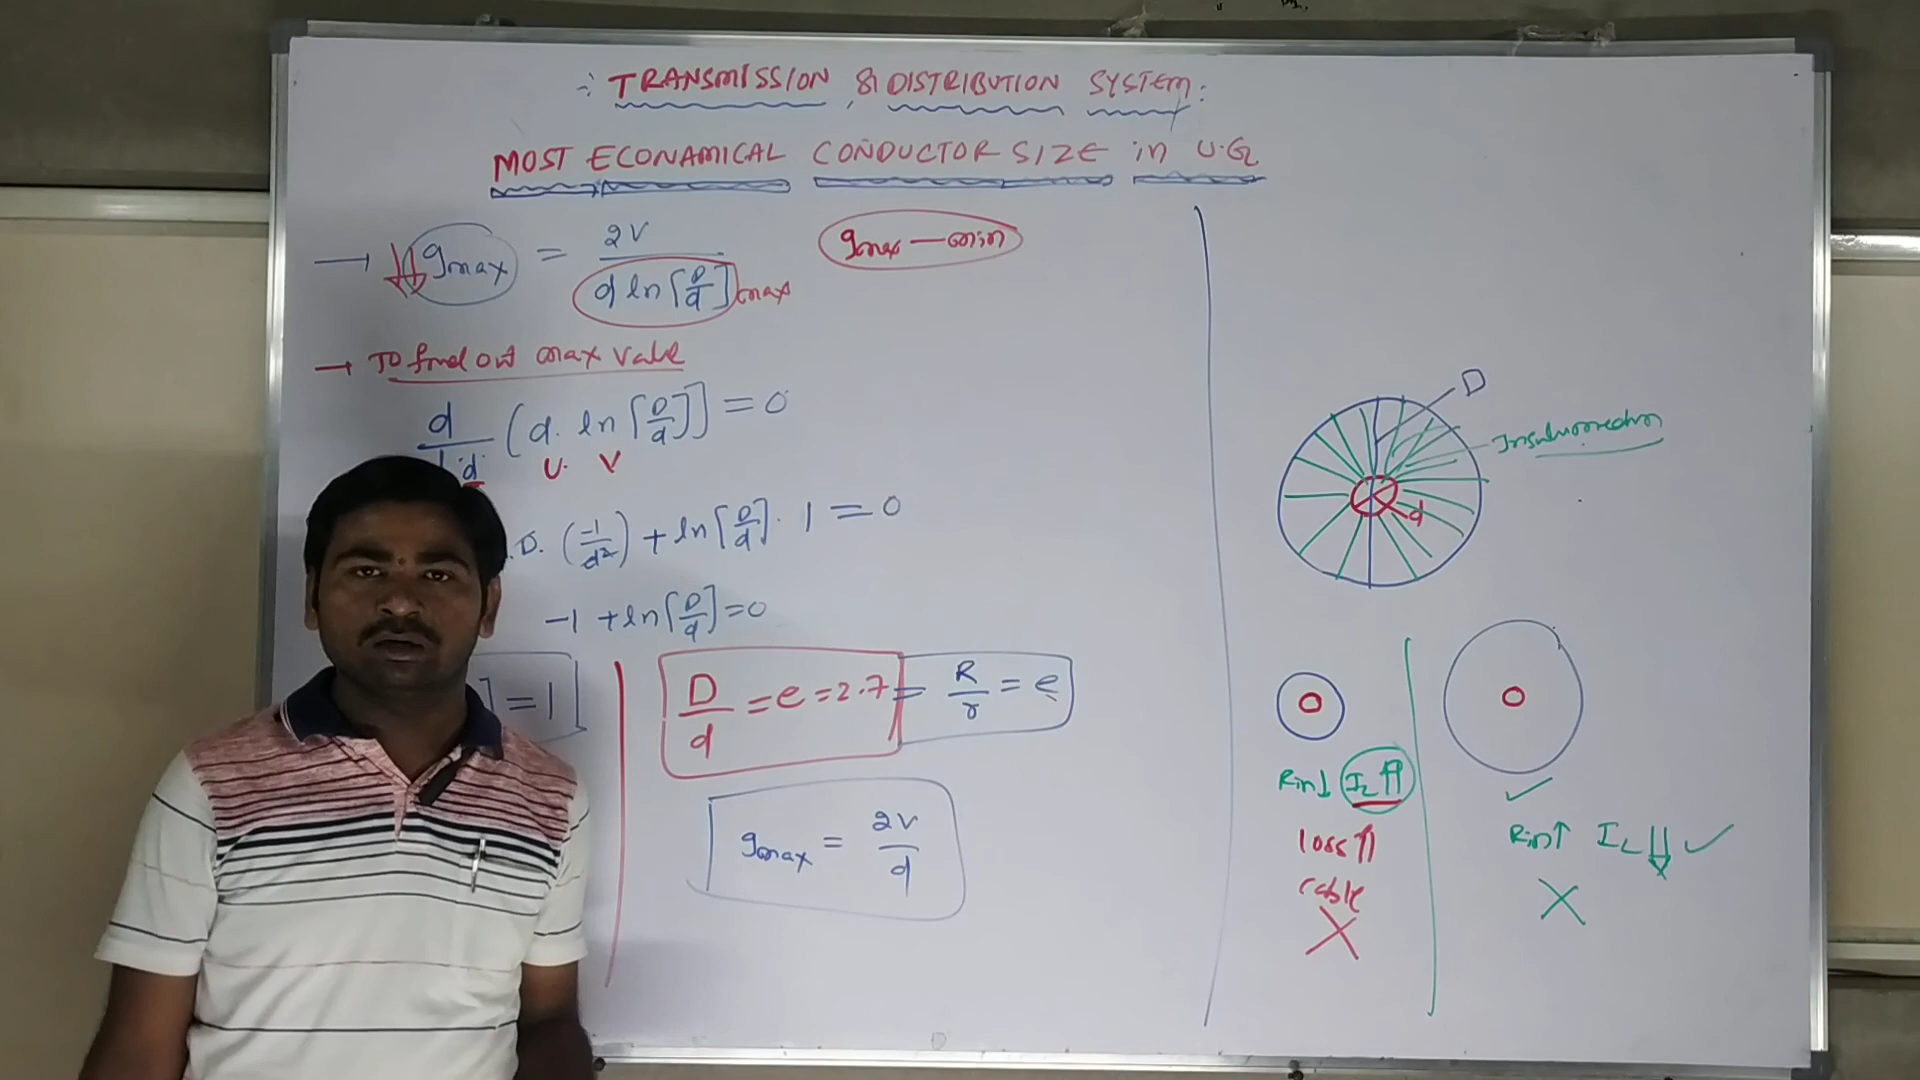 :- TRANSMISSION & DISTRIBUTION SYSTEM:
MOST ECONAMICAL CONDUCTOR SIZE in U.G
→ ↓↓ gmax = 2V / d ln[D/d] max
gmax — min
→ To find out max value
d/d (d. ln[D/d]) = 0
U. V
.D. (-1/d²) + ln[D/d]. 1 = 0
-1 + ln[D/d] = 0
] = 1
D/d = e = 2.7 = R/r = e
gmax = 2V/d
D
d
Rin↓ IL↑↑
loss↑↑
cable
X
✓
Rin↑ IL↓↓ ✓
X